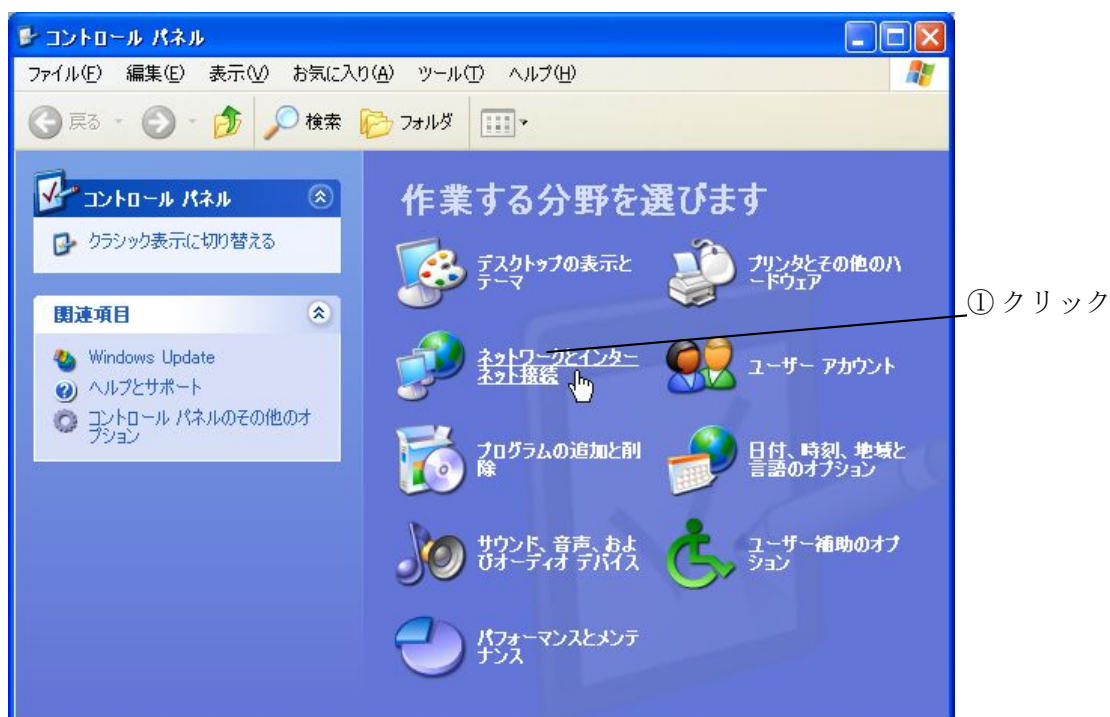 コントロール パネル
ファイル(F) 編集(E) 表示(V) お気に入り(A) ツール(T) ヘルプ(H)
戻る 検索 フォルダ
コントロール パネル
クラシック表示に切り替える
関連項目
Windows Update
ヘルプとサポート
コントロール パネルのその他のオ
プション
作業する分野を選びます
デスクトップの表示と
テーマ
プリンタとその他のハ
ードウェア
ネットワークとインター
ネット接続
ユーザー アカウント
プログラムの追加と削
除
日付、時刻、地域と
言語のオプション
サウンド、音声、およ
びオーディオ デバイス
ユーザー補助のオプ
ション
パフォーマンスとメンテ
ナンス
①クリック